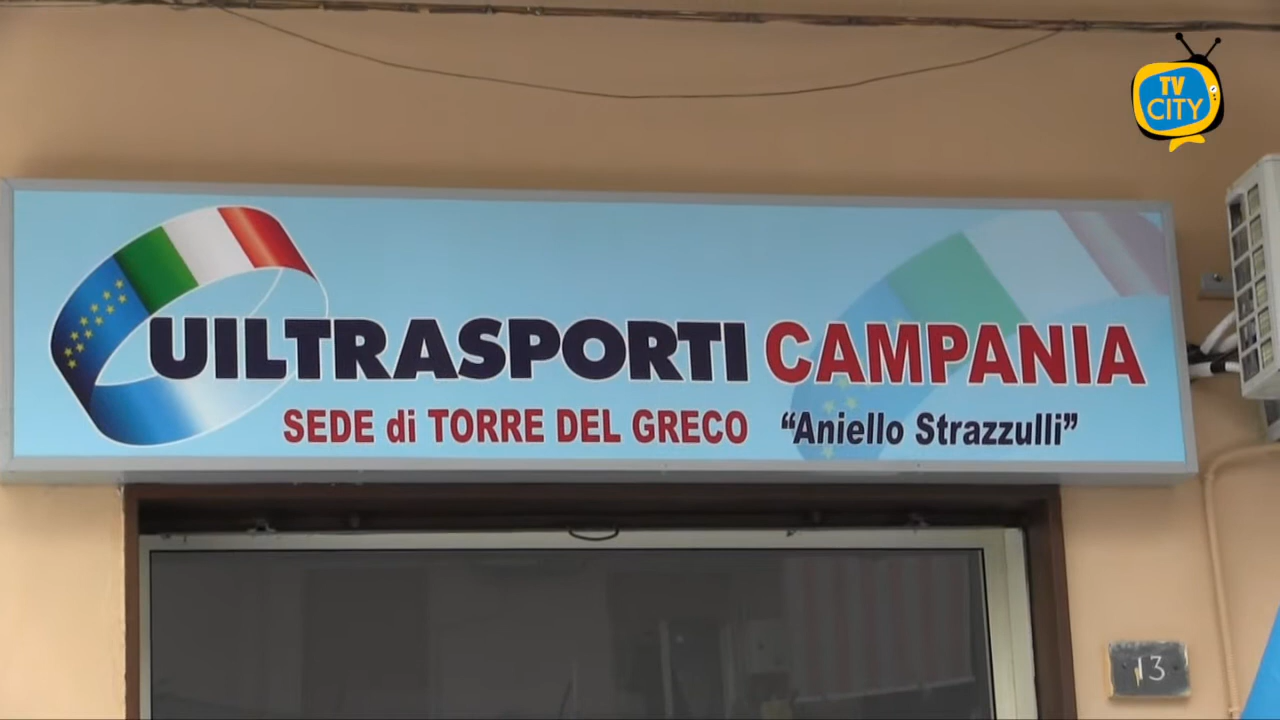 TV
CITY
UILTRASPORTI CAMPANIA
SEDE di TORRE DEL GRECO "Aniello Strazzulli"
13